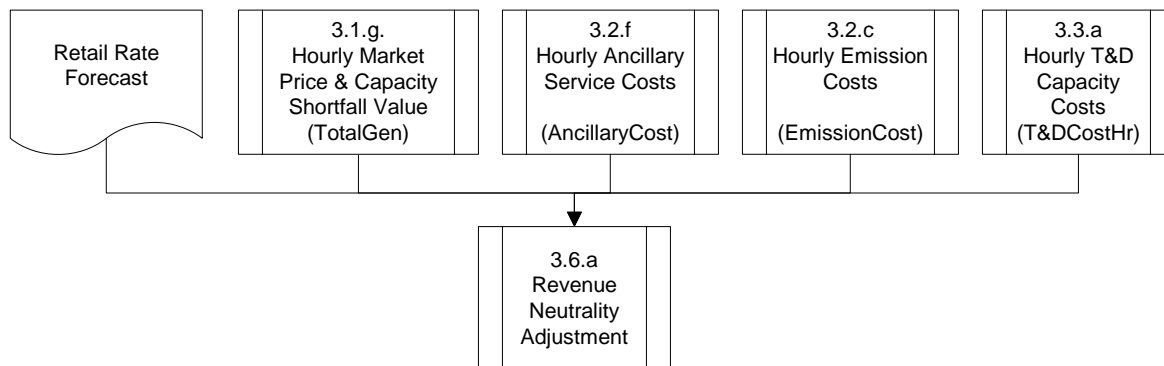 Retail Rate
Forecast
3.1.g.
Hourly Market
Price & Capacity
Shortfall Value
(TotalGen)
3.2.f
Hourly Ancillary
Service Costs
(AncillaryCost)
3.2.c
Hourly Emission
Costs
(EmissionCost)
3.3.a
Hourly T&D
Capacity
Costs
(T&DCostHr)
3.6.a
Revenue
Neutrality
Adjustment